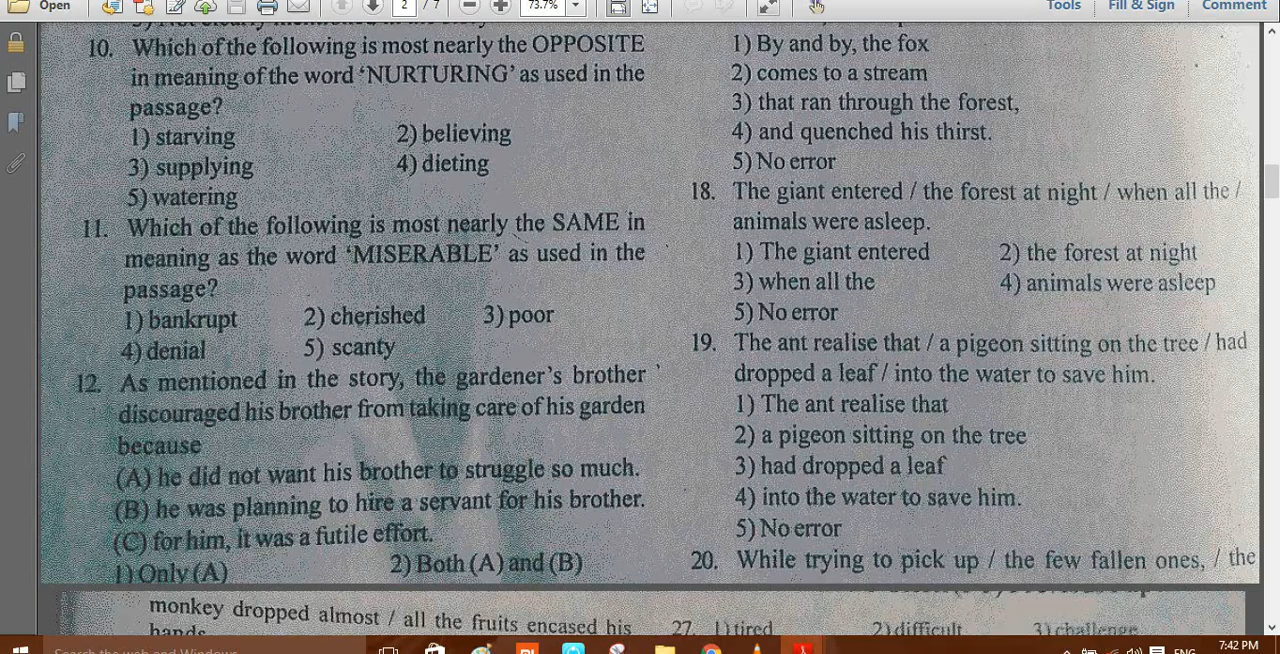 Open
2 / 7
73.7%
Tools
Fill & Sign
Comment
10. Which of the following is most nearly the OPPOSITE
in meaning of the word ‘NURTURING’ as used in the
passage?
1) starving 2) believing
3) supplying 4) dieting
5) watering
11. Which of the following is most nearly the SAME in
meaning as the word ‘MISERABLE’ as used in the
passage?
1) bankrupt 2) cherished 3) poor
4) denial 5) scanty
12. As mentioned in the story, the gardener’s brother
discouraged his brother from taking care of his garden
because
(A) he did not want his brother to struggle so much.
(B) he was planning to hire a servant for his brother.
(C) for him, it was a futile effort.
1) Only (A) 2) Both (A) and (B)
1) By and by, the fox
2) comes to a stream
3) that ran through the forest,
4) and quenched his thirst.
5) No error
18. The giant entered / the forest at night / when all the /
animals were asleep.
1) The giant entered 2) the forest at night
3) when all the 4) animals were asleep
5) No error
19. The ant realise that / a pigeon sitting on the tree / had
dropped a leaf / into the water to save him.
1) The ant realise that
2) a pigeon sitting on the tree
3) had dropped a leaf
4) into the water to save him.
5) No error
20. While trying to pick up / the few fallen ones, / the
monkey dropped almost / all the fruits encased his
hands
27. 1) tired 2) difficult 3) challenge
Search the web and Windows
ENG
7:42 PM